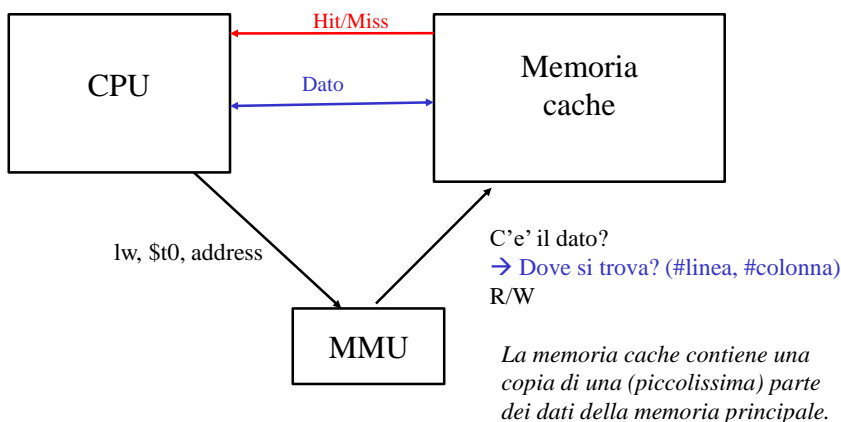 Hit/Miss
CPU
Dato
Memoria
cache
lw, $t0, address
C'e' il dato?
→ Dove si trova? (#linea, #colonna)
R/W
MMU
La memoria cache contiene una
copia di una (piccolissima) parte
dei dati della memoria principale.